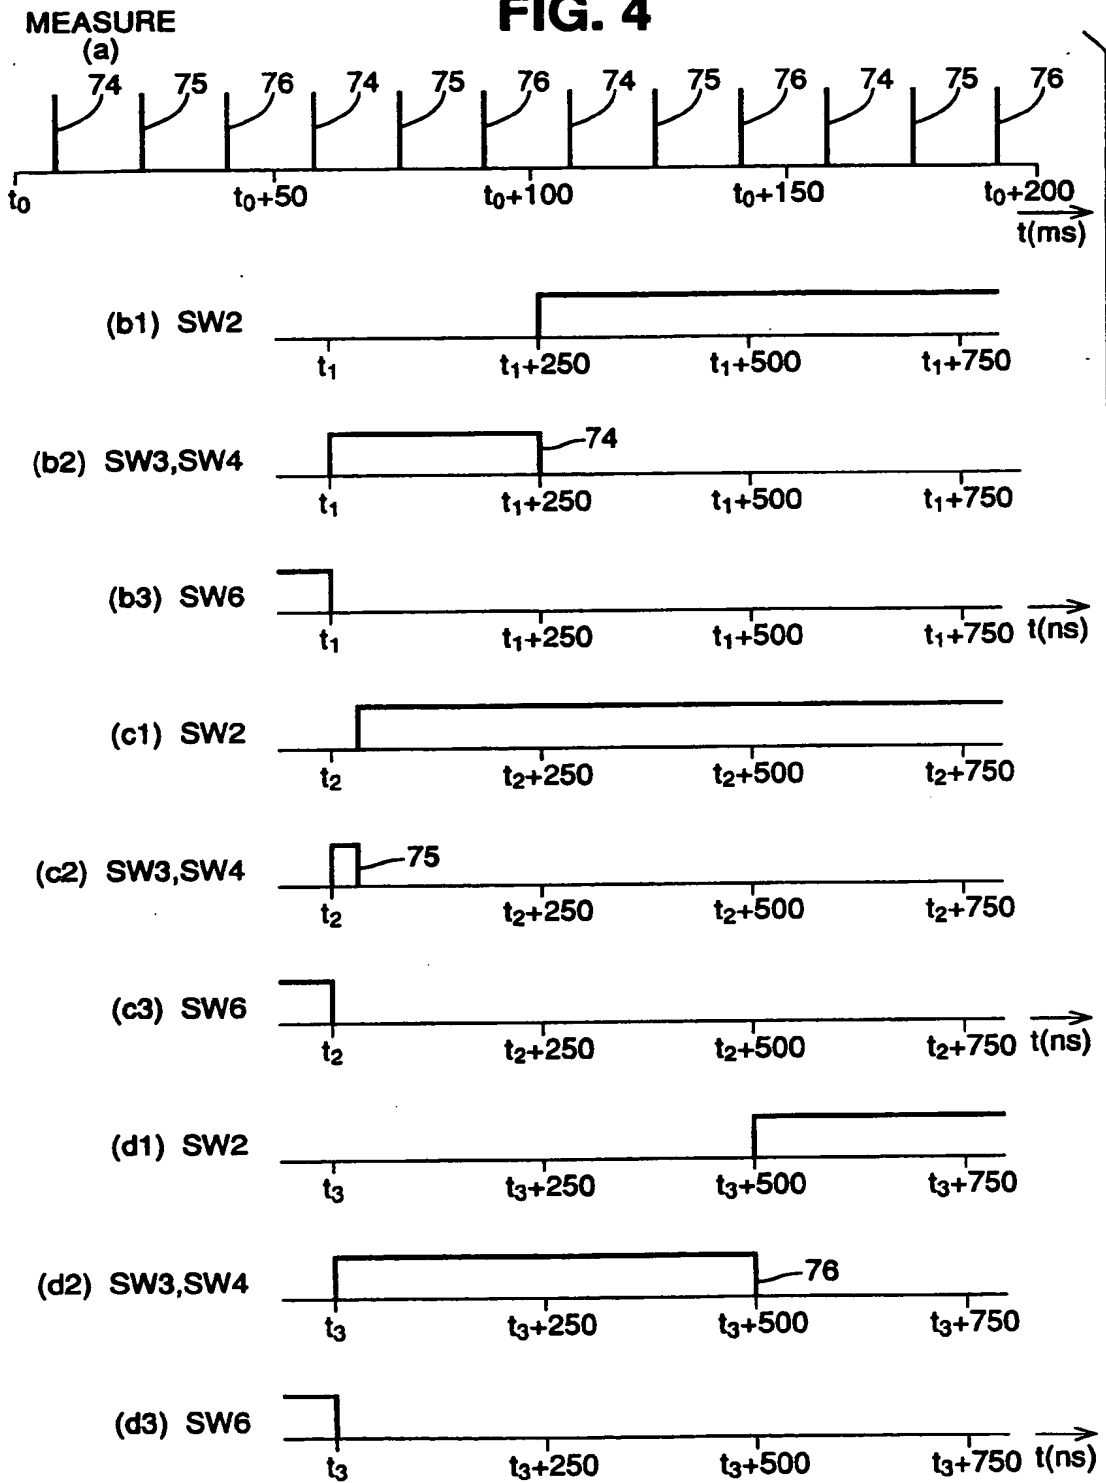 FIG. 4
MEASURE
(a)
74 75 76 74 75 76 74 75 76 74 75 76
t₀ t₀+50 t₀+100 t₀+150 t₀+200
t(ms)
(b1) SW2
t₁ t₁+250 t₁+500 t₁+750
(b2) SW3,SW4
74
t₁ t₁+250 t₁+500 t₁+750
(b3) SW6
t₁ t₁+250 t₁+500 t₁+750 t(ns)
(c1) SW2
t₂ t₂+250 t₂+500 t₂+750
(c2) SW3,SW4
75
t₂ t₂+250 t₂+500 t₂+750
(c3) SW6
t₂ t₂+250 t₂+500 t₂+750 t(ns)
(d1) SW2
t₃ t₃+250 t₃+500 t₃+750
(d2) SW3,SW4
76
t₃ t₃+250 t₃+500 t₃+750
(d3) SW6
t₃ t₃+250 t₃+500 t₃+750 t(ns)